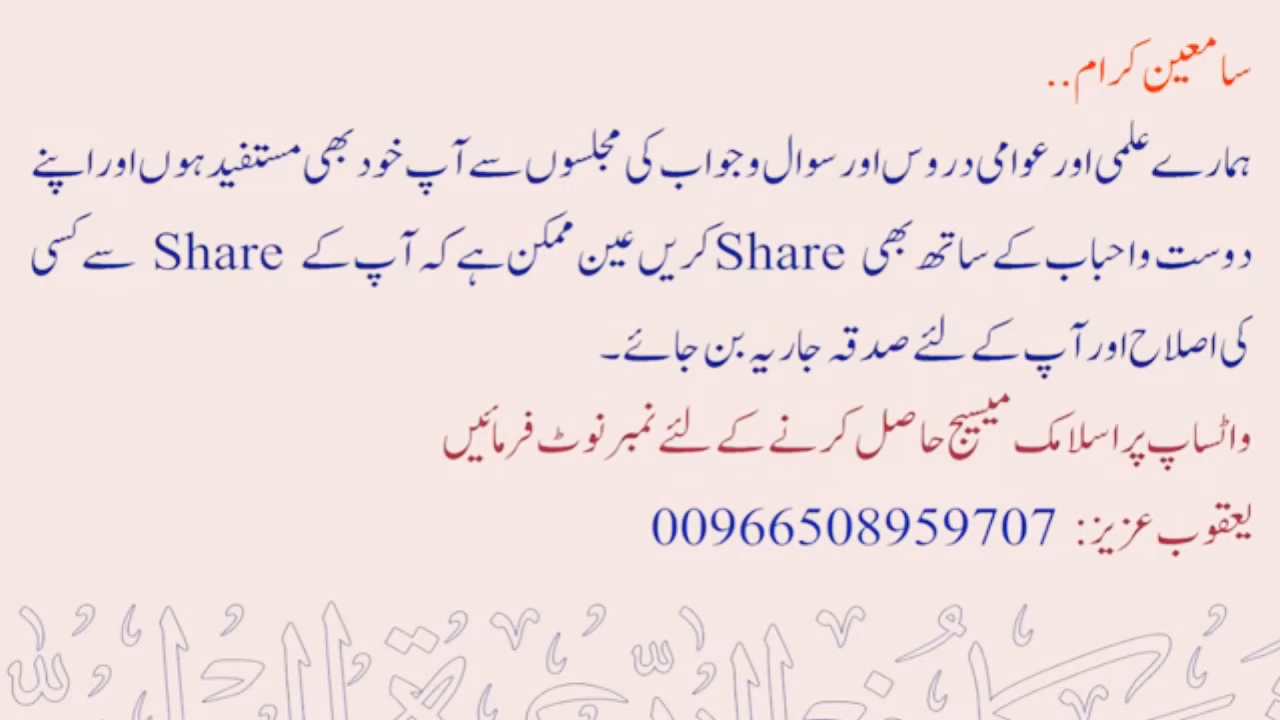 سامعین کرام..
ہمارے علمی اور عوامی دروس اور سوال و جواب کی مجلسوں سے آپ خود بھی مستفید ہوں اور اپنے
دوست و احباب کے ساتھ بھی Share کریں عین ممکن ہے کہ آپ کے Share سے کسی
کی اصلاح اور آپ کے لئے صدقہ جاریہ بن جائے۔
واٹساپ پر اسلامک میسیج حاصل کرنے کے لئے نمبر نوٹ فرمائیں
یعقوب عزیز: 00966508959707